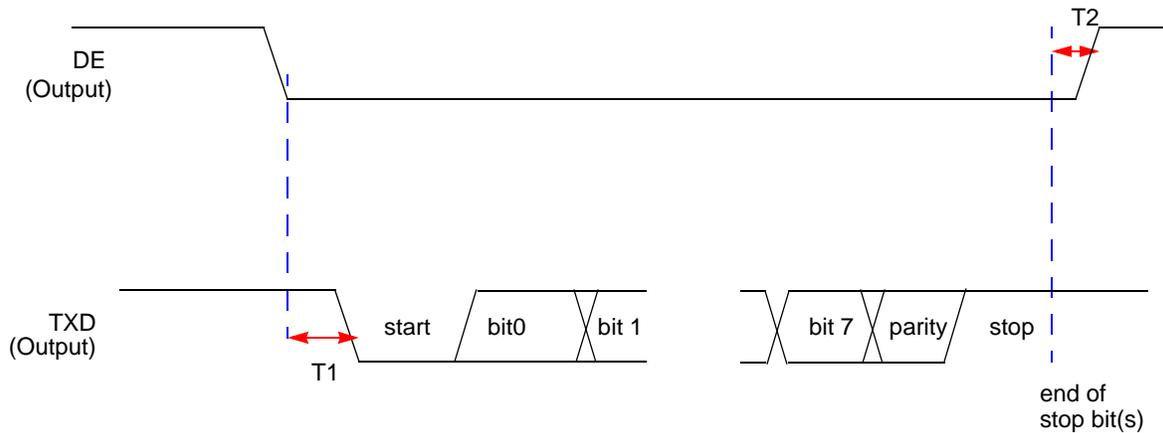 T2
DE
(Output)
TXD
(Output)
start
bit0
bit 1
bit 7
parity
stop
T1
end of
stop bit(s)